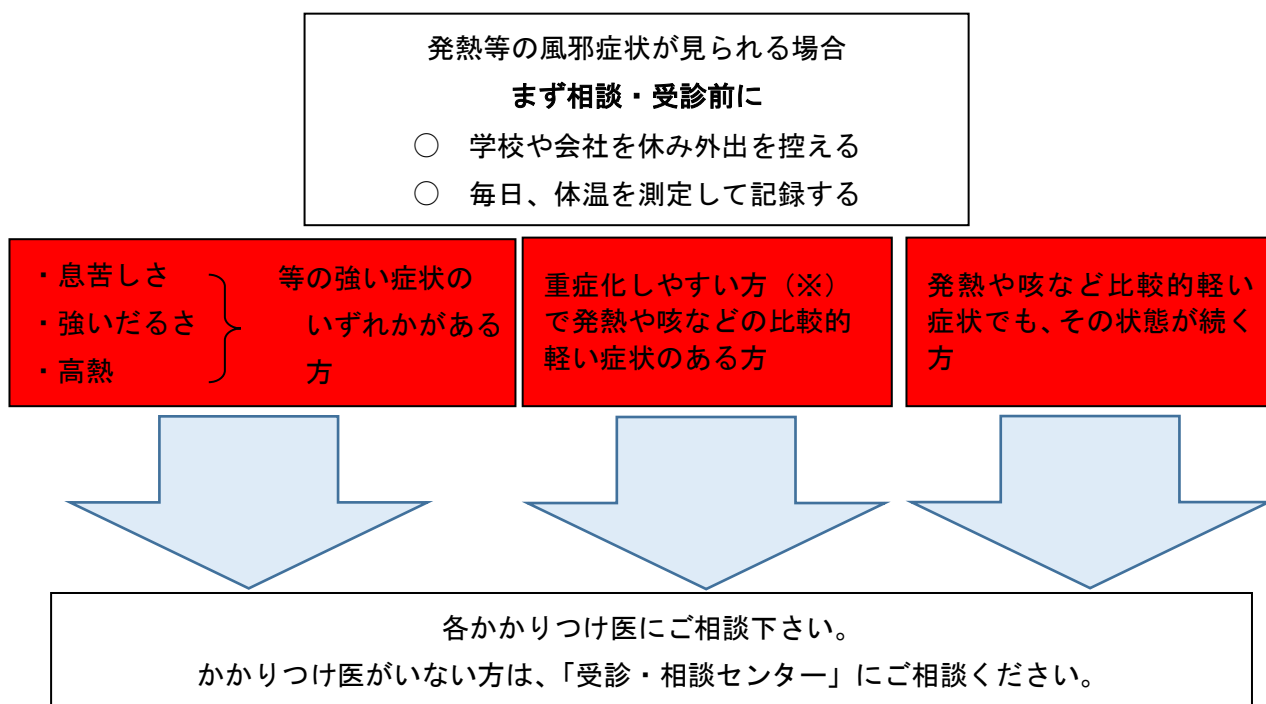 発熱等の風邪症状が見られる場合
まず相談・受診前に
○　学校や会社を休み外出を控える
○　毎日、体温を測定して記録する
・息苦しさ
・強いだるさ
・高熱
等の強い症状の
いずれかがある
方
重症化しやすい方（※）
で発熱や咳などの比較的
軽い症状のある方
発熱や咳など比較的軽い
症状でも、その状態が続く
方
各かかりつけ医にご相談下さい。
かかりつけ医がいない方は、「受診・相談センター」にご相談ください。